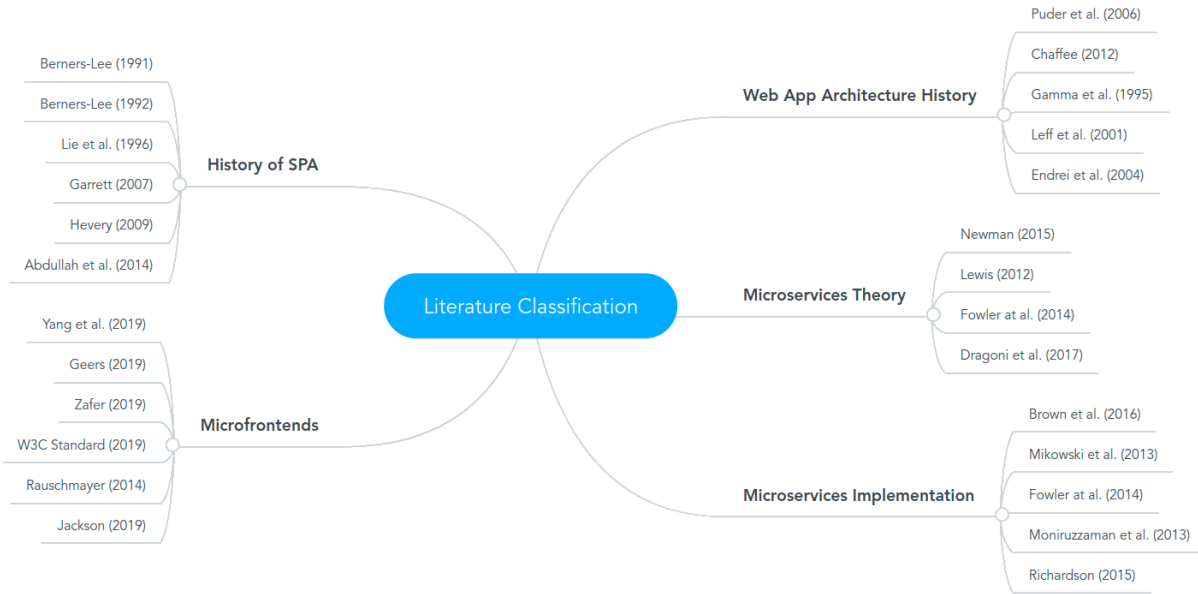 Literature Classification
History of SPA
Berners-Lee (1991)
Berners-Lee (1992)
Lie et al. (1996)
Garrett (2007)
Hevery (2009)
Abdullah et al. (2014)
Microfrontends
Yang et al. (2019)
Geers (2019)
Zafer (2019)
W3C Standard (2019)
Rauschmayer (2014)
Jackson (2019)
Web App Architecture History
Puder et al. (2006)
Chaffee (2012)
Gamma et al. (1995)
Leff et al. (2001)
Endrei et al. (2004)
Microservices Theory
Newman (2015)
Lewis (2012)
Fowler at al. (2014)
Dragoni et al. (2017)
Microservices Implementation
Brown et al. (2016)
Mikowski et al. (2013)
Fowler at al. (2014)
Moniruzzaman et al. (2013)
Richardson (2015)